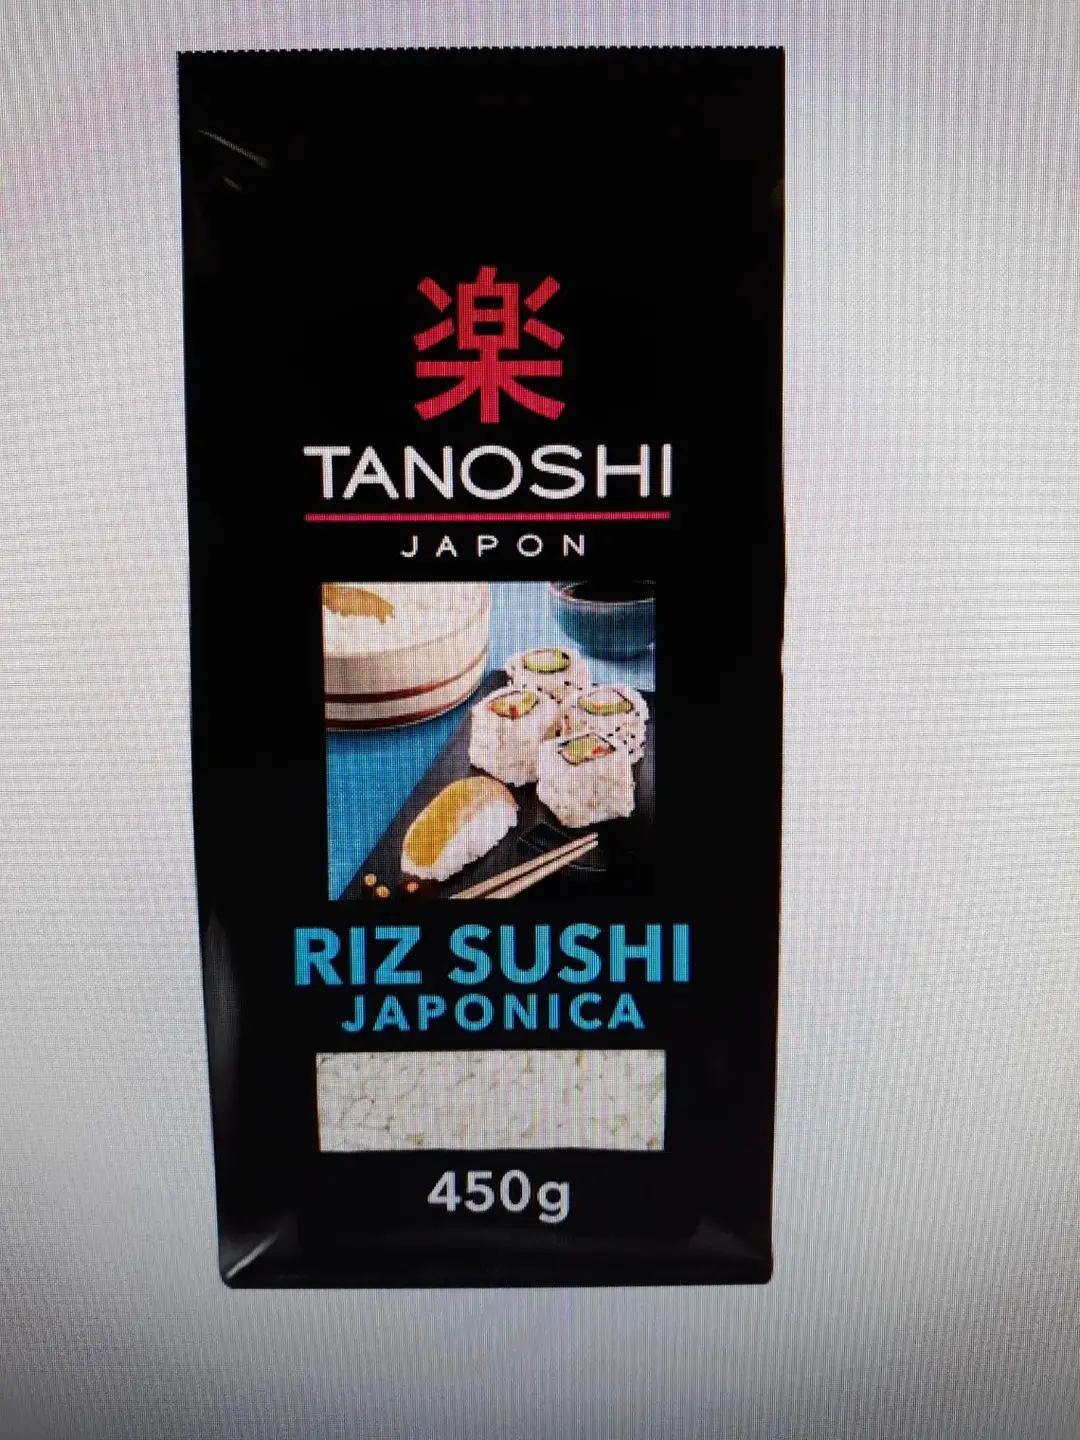 楽
TANOSHI
JAPON
RIZ SUSHI
JAPONICA
450g